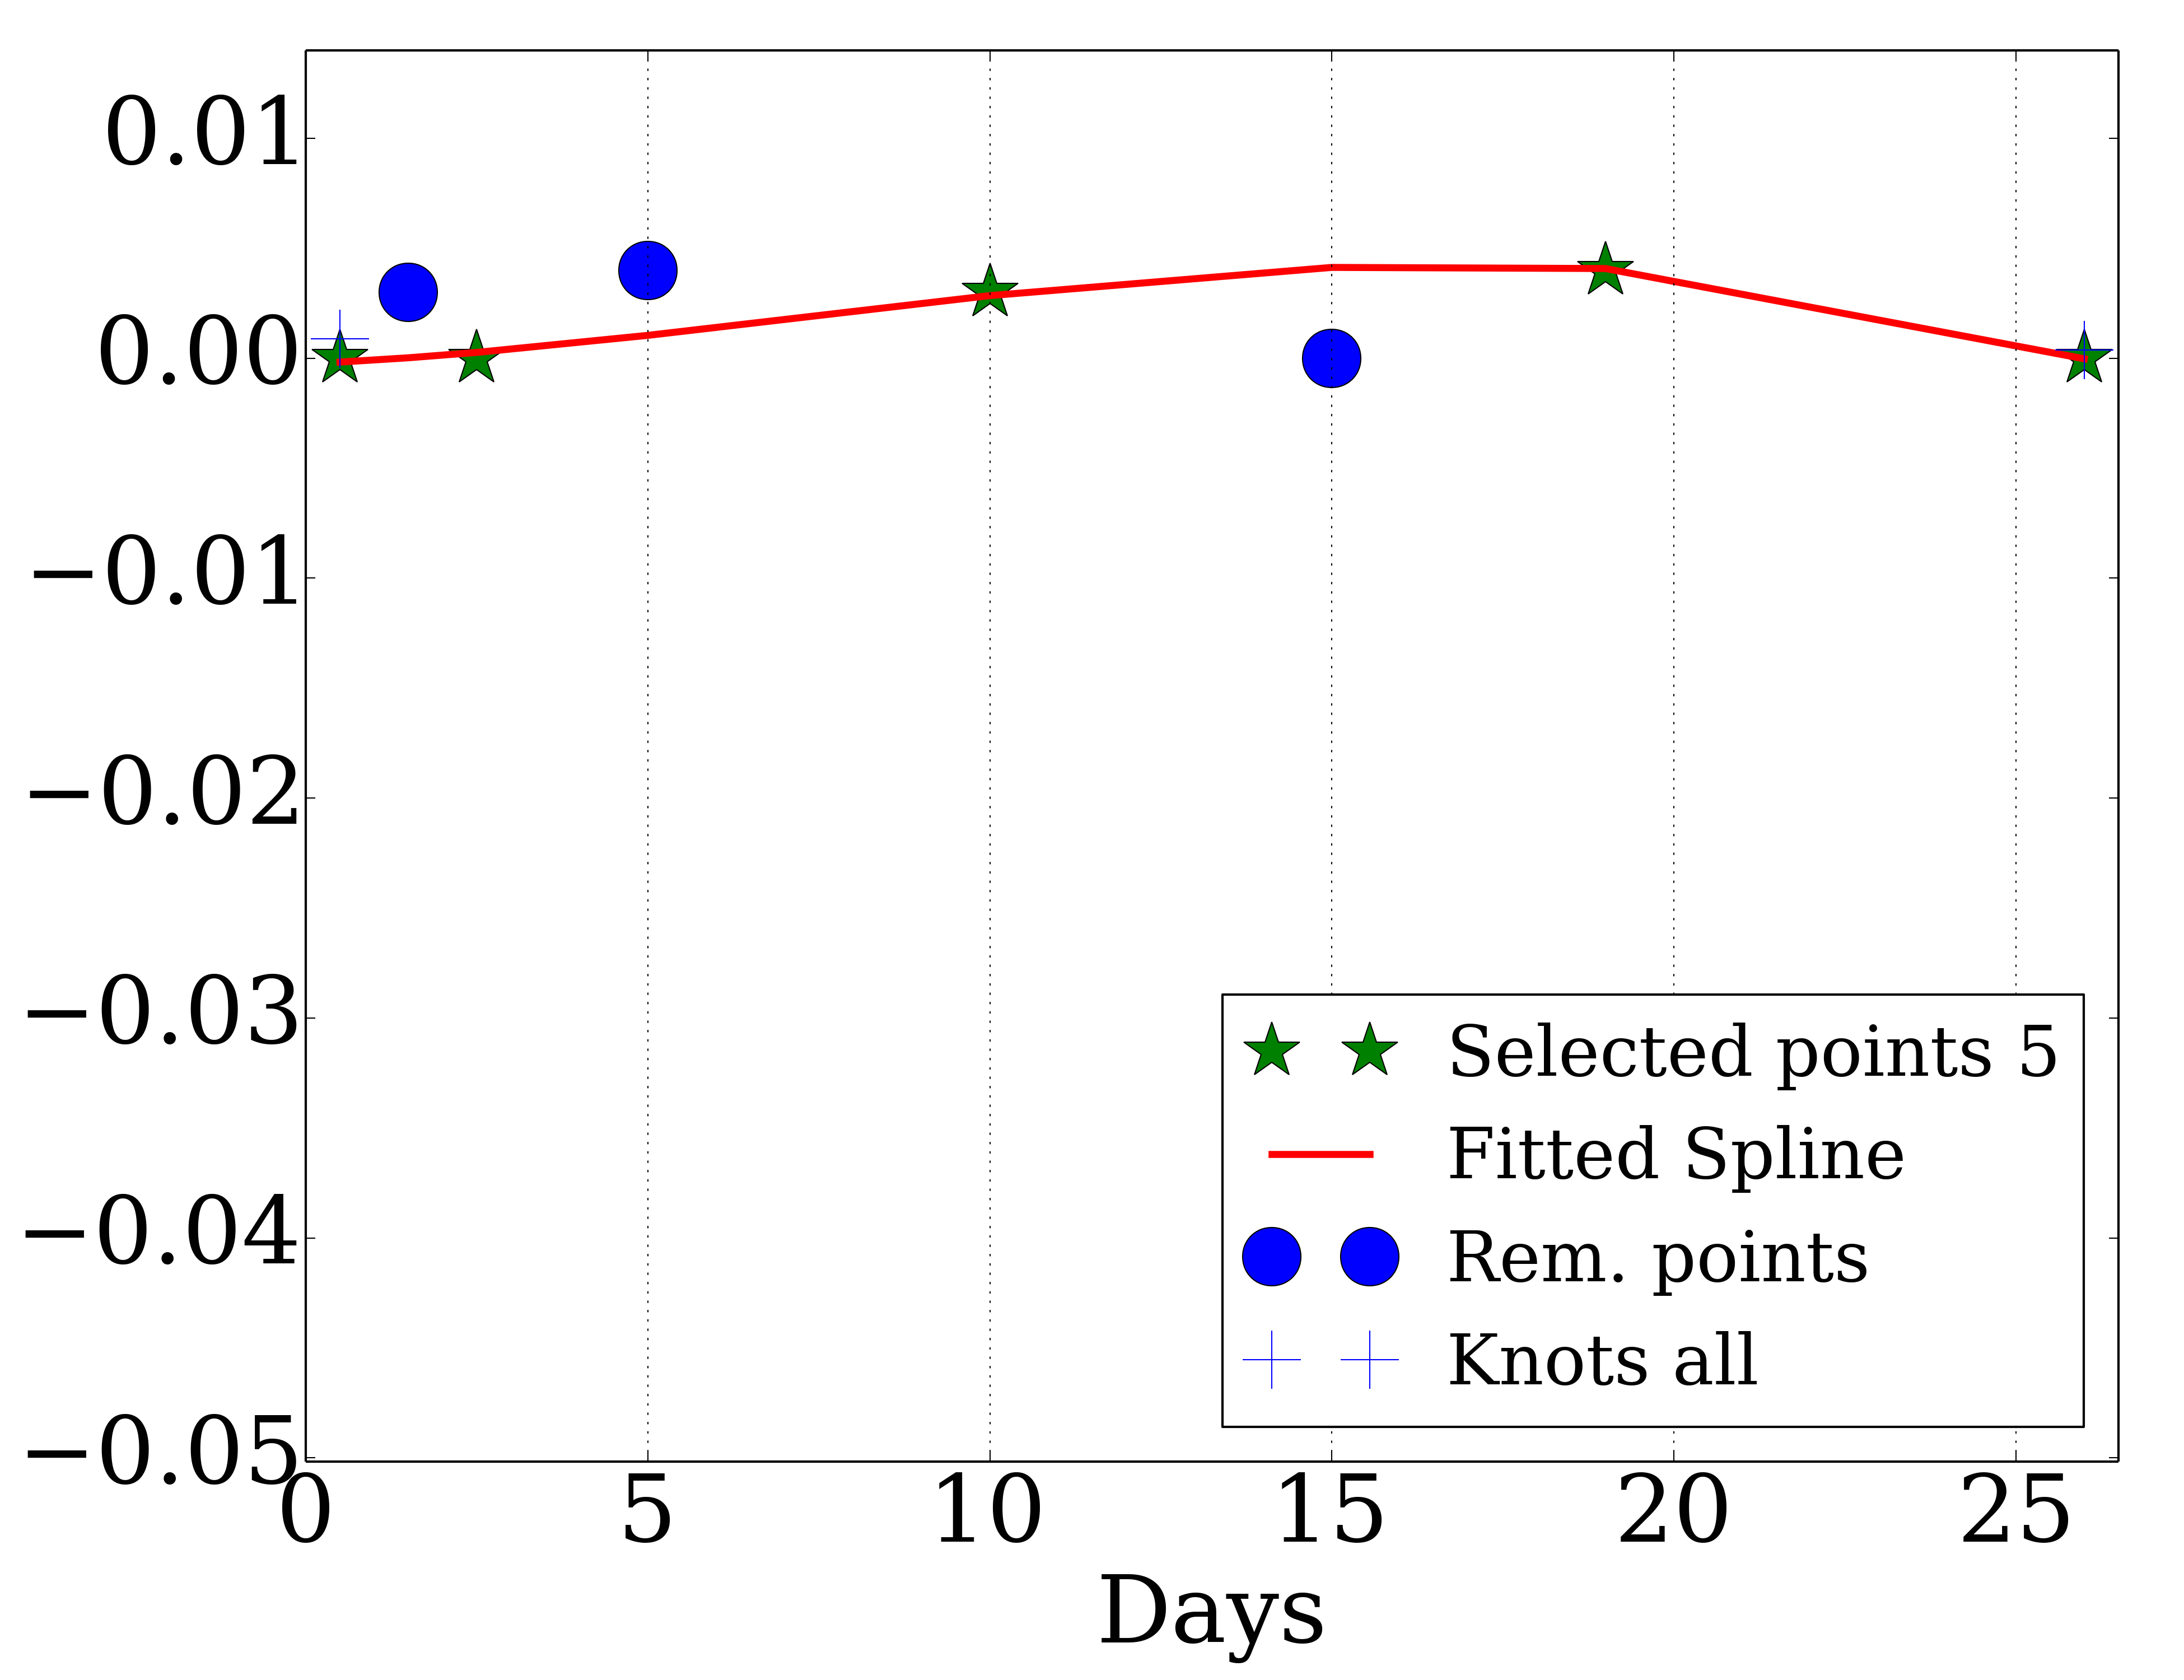 0.01
0.00
−0.01
−0.02
−0.03
−0.04
−0.05
0 5 10 15 20 25
Days
Selected points 5
Fitted Spline
Rem. points
Knots all